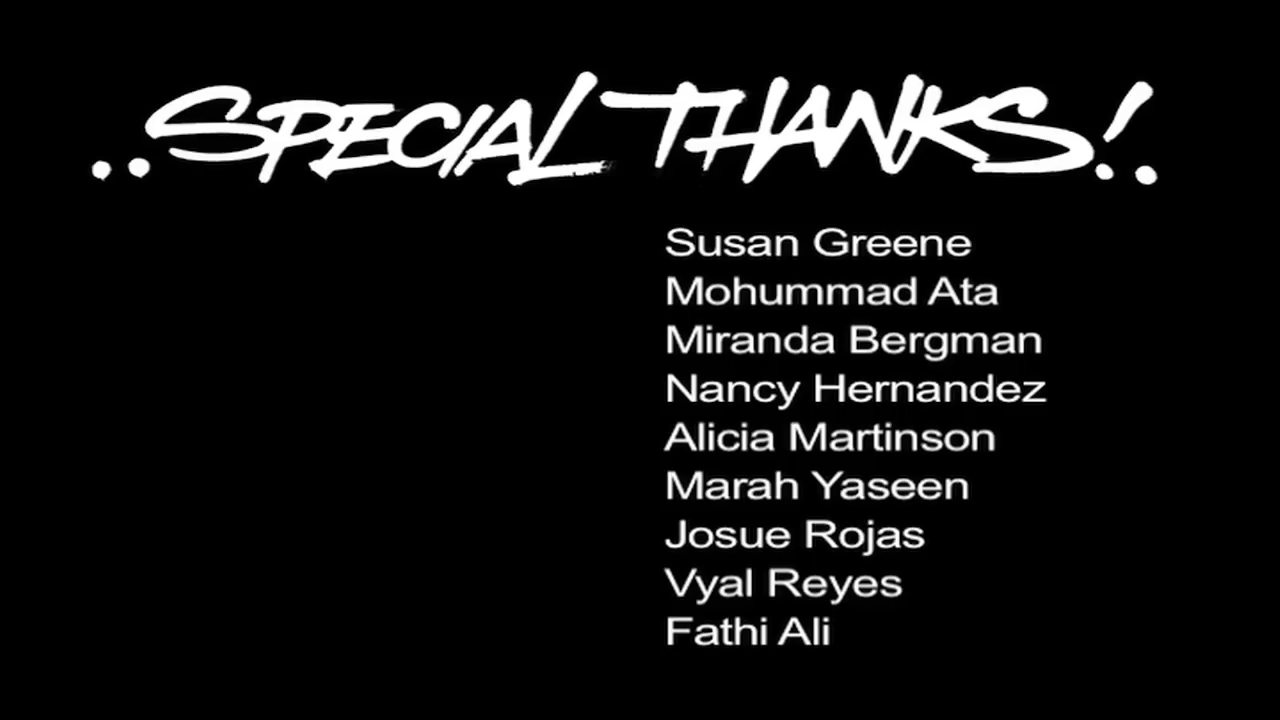 ..SPECIAL THANKS!.
Susan Greene
Mohummad Ata
Miranda Bergman
Nancy Hernandez
Alicia Martinson
Marah Yaseen
Josue Rojas
Vyal Reyes
Fathi Ali